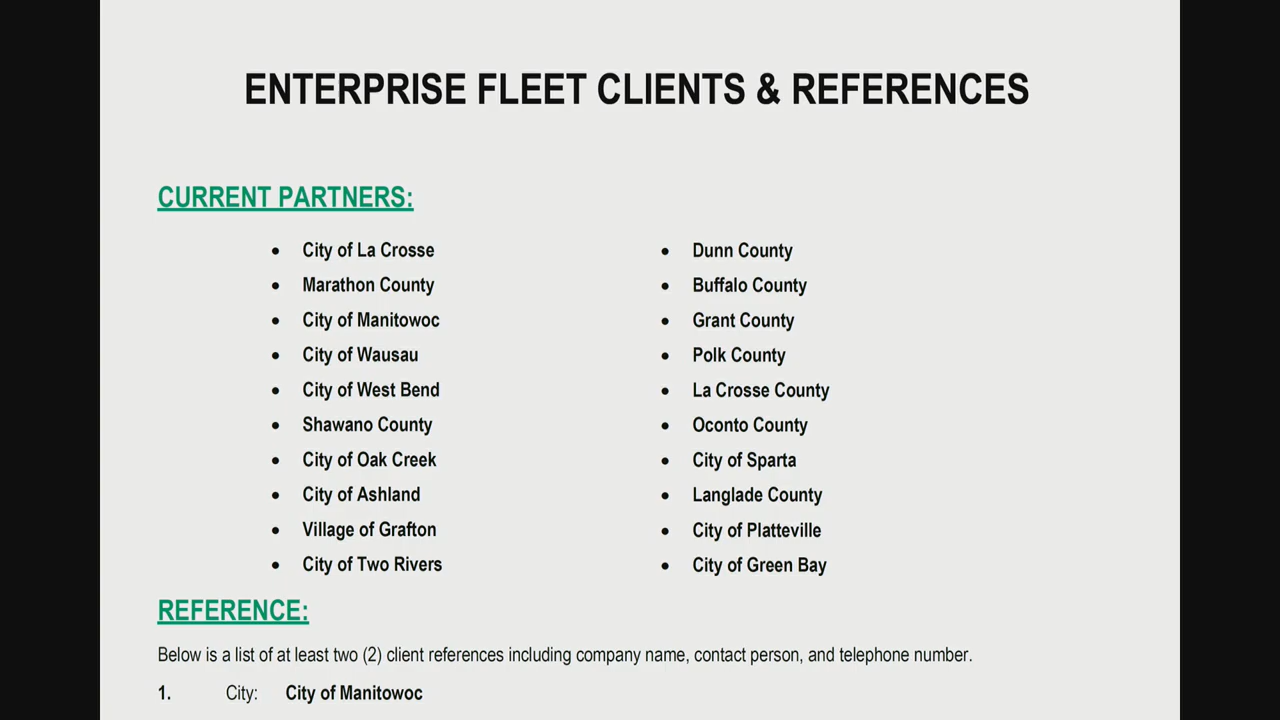 ENTERPRISE FLEET CLIENTS & REFERENCES
CURRENT PARTNERS:
• City of La Crosse
• Marathon County
• City of Manitowoc
• City of Wausau
• City of West Bend
• Shawano County
• City of Oak Creek
• City of Ashland
• Village of Grafton
• City of Two Rivers
• Dunn County
• Buffalo County
• Grant County
• Polk County
• La Crosse County
• Oconto County
• City of Sparta
• Langlade County
• City of Platteville
• City of Green Bay
REFERENCE:
Below is a list of at least two (2) client references including company name, contact person, and telephone number.
1. City: City of Manitowoc